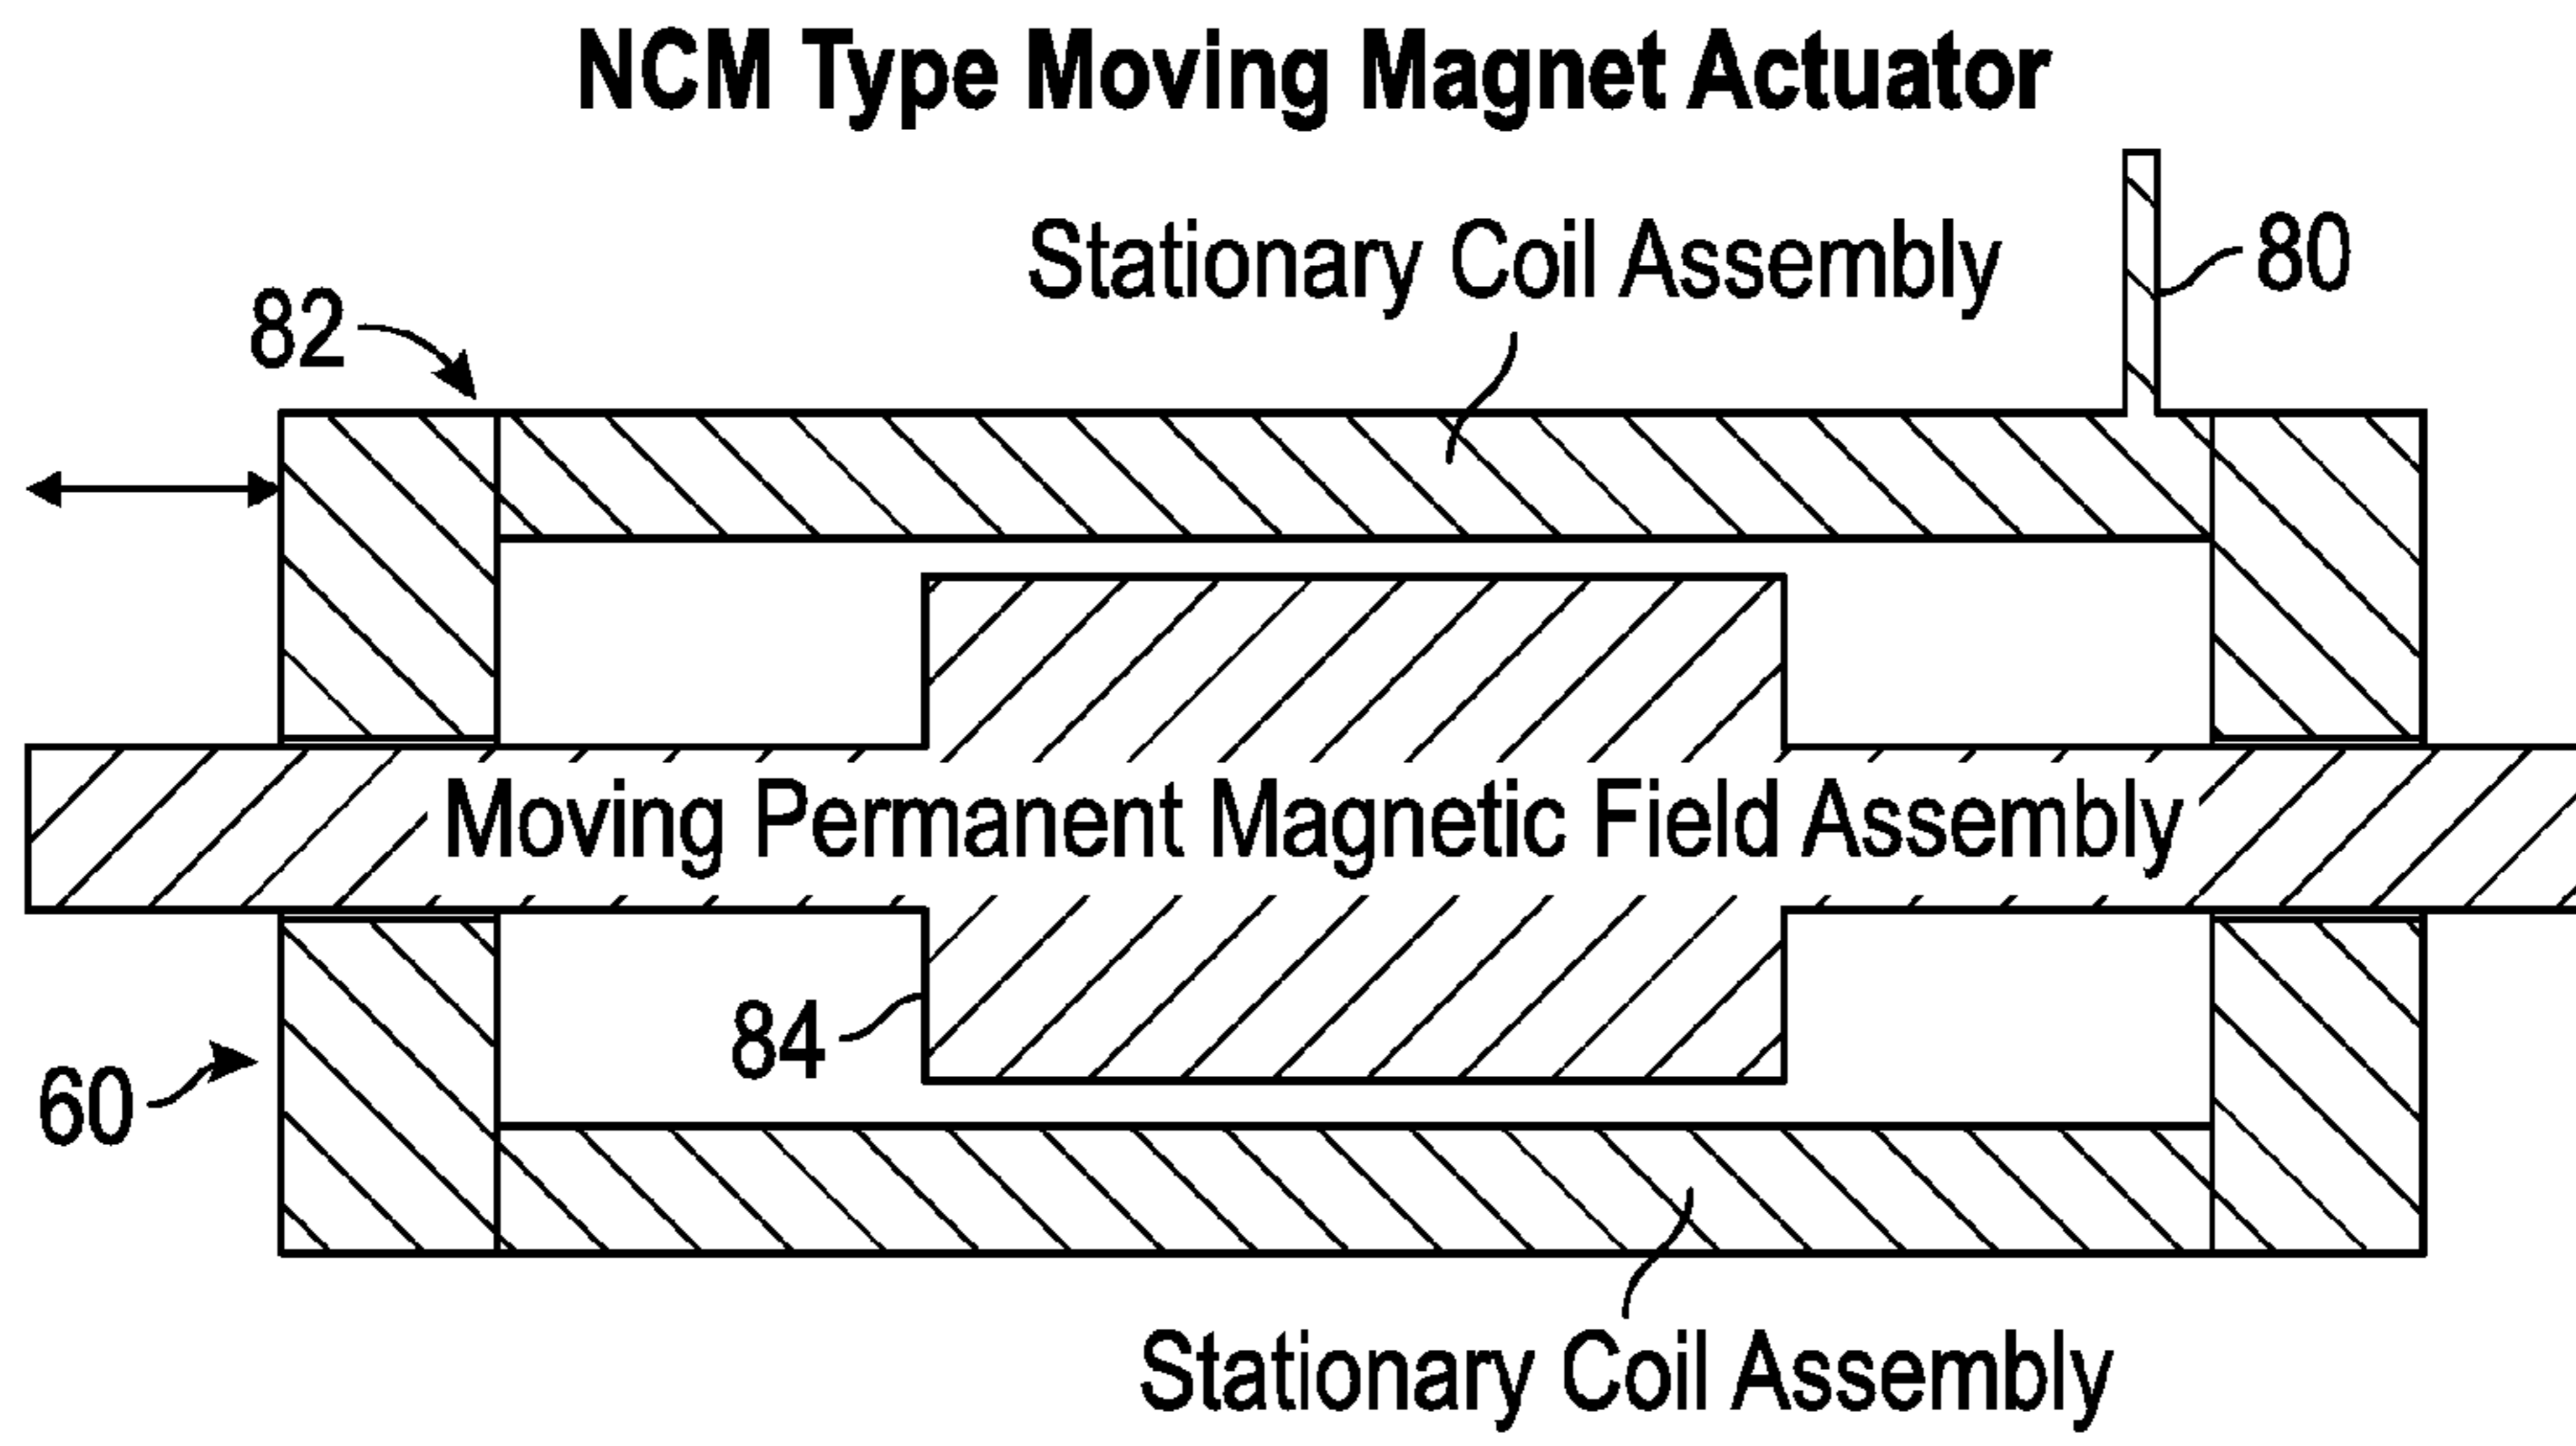 NCM Type Moving Magnet Actuator
Stationary Coil Assembly
80
82
Moving Permanent Magnetic Field Assembly
84
60
Stationary Coil Assembly